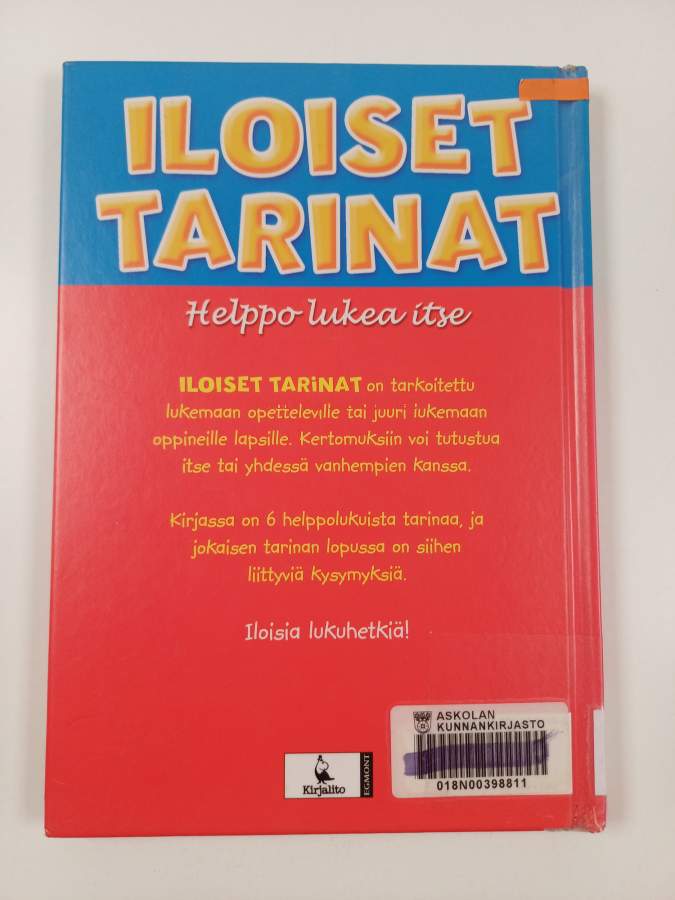 ILOISET
TARINAT
Helppo lukea itse
ILOISET TARiNAT on tarkoitettu
lukemaan opetteleville tai juuri lukemaan
oppineille lapsille. Kertomuksiin voi tutustua
itse tai yhdessä vanhempien kanssa.
Kirjassa on 6 helppolukuista tarinaa, ja
jokaisen tarinan lopussa on siihen
liittyviä kysymyksiä.
Iloisia lukuhetkiä!
ASKOLAN
KUNNANKIRJASTO
018N00398811
Kirjalito
EGMONT